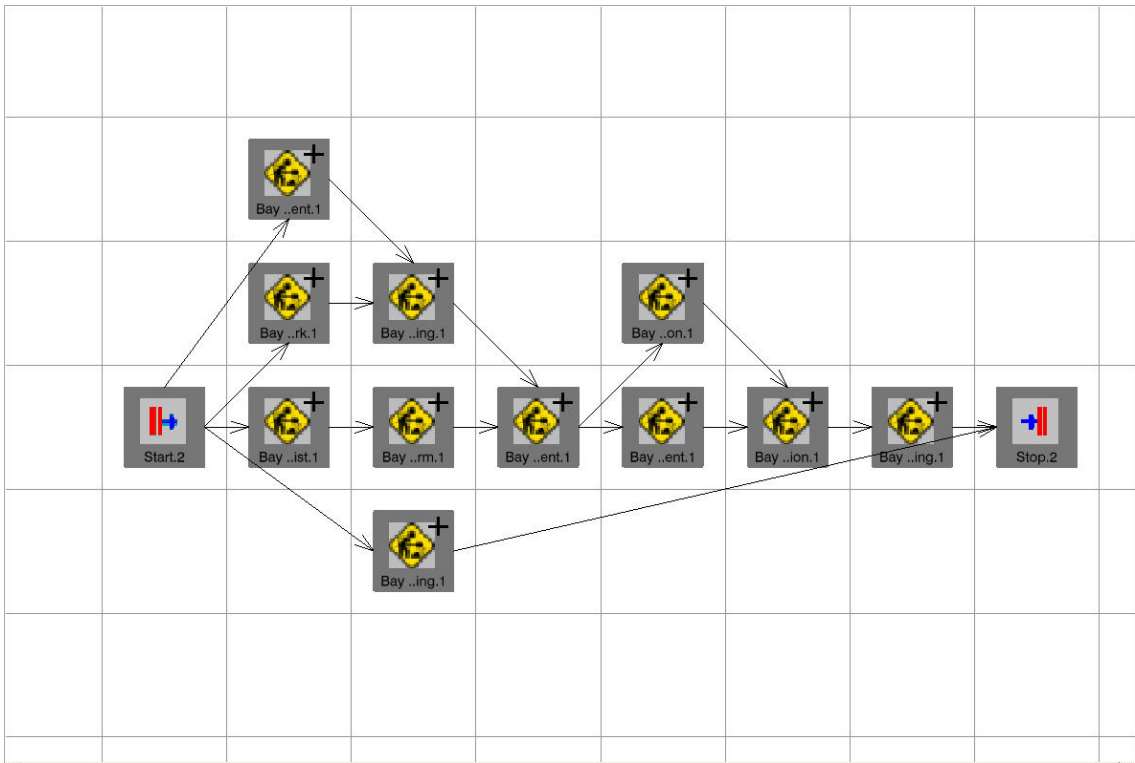 Bay ..ent.1
Bay ..rk.1
Bay ..ing.1
Bay ..on.1
Start.2
Bay ..ist.1
Bay ..rm.1
Bay ..ent.1
Bay ..ent.1
Bay ..ion.1
Bay ..ing.1
Stop.2
Bay ..ing.1